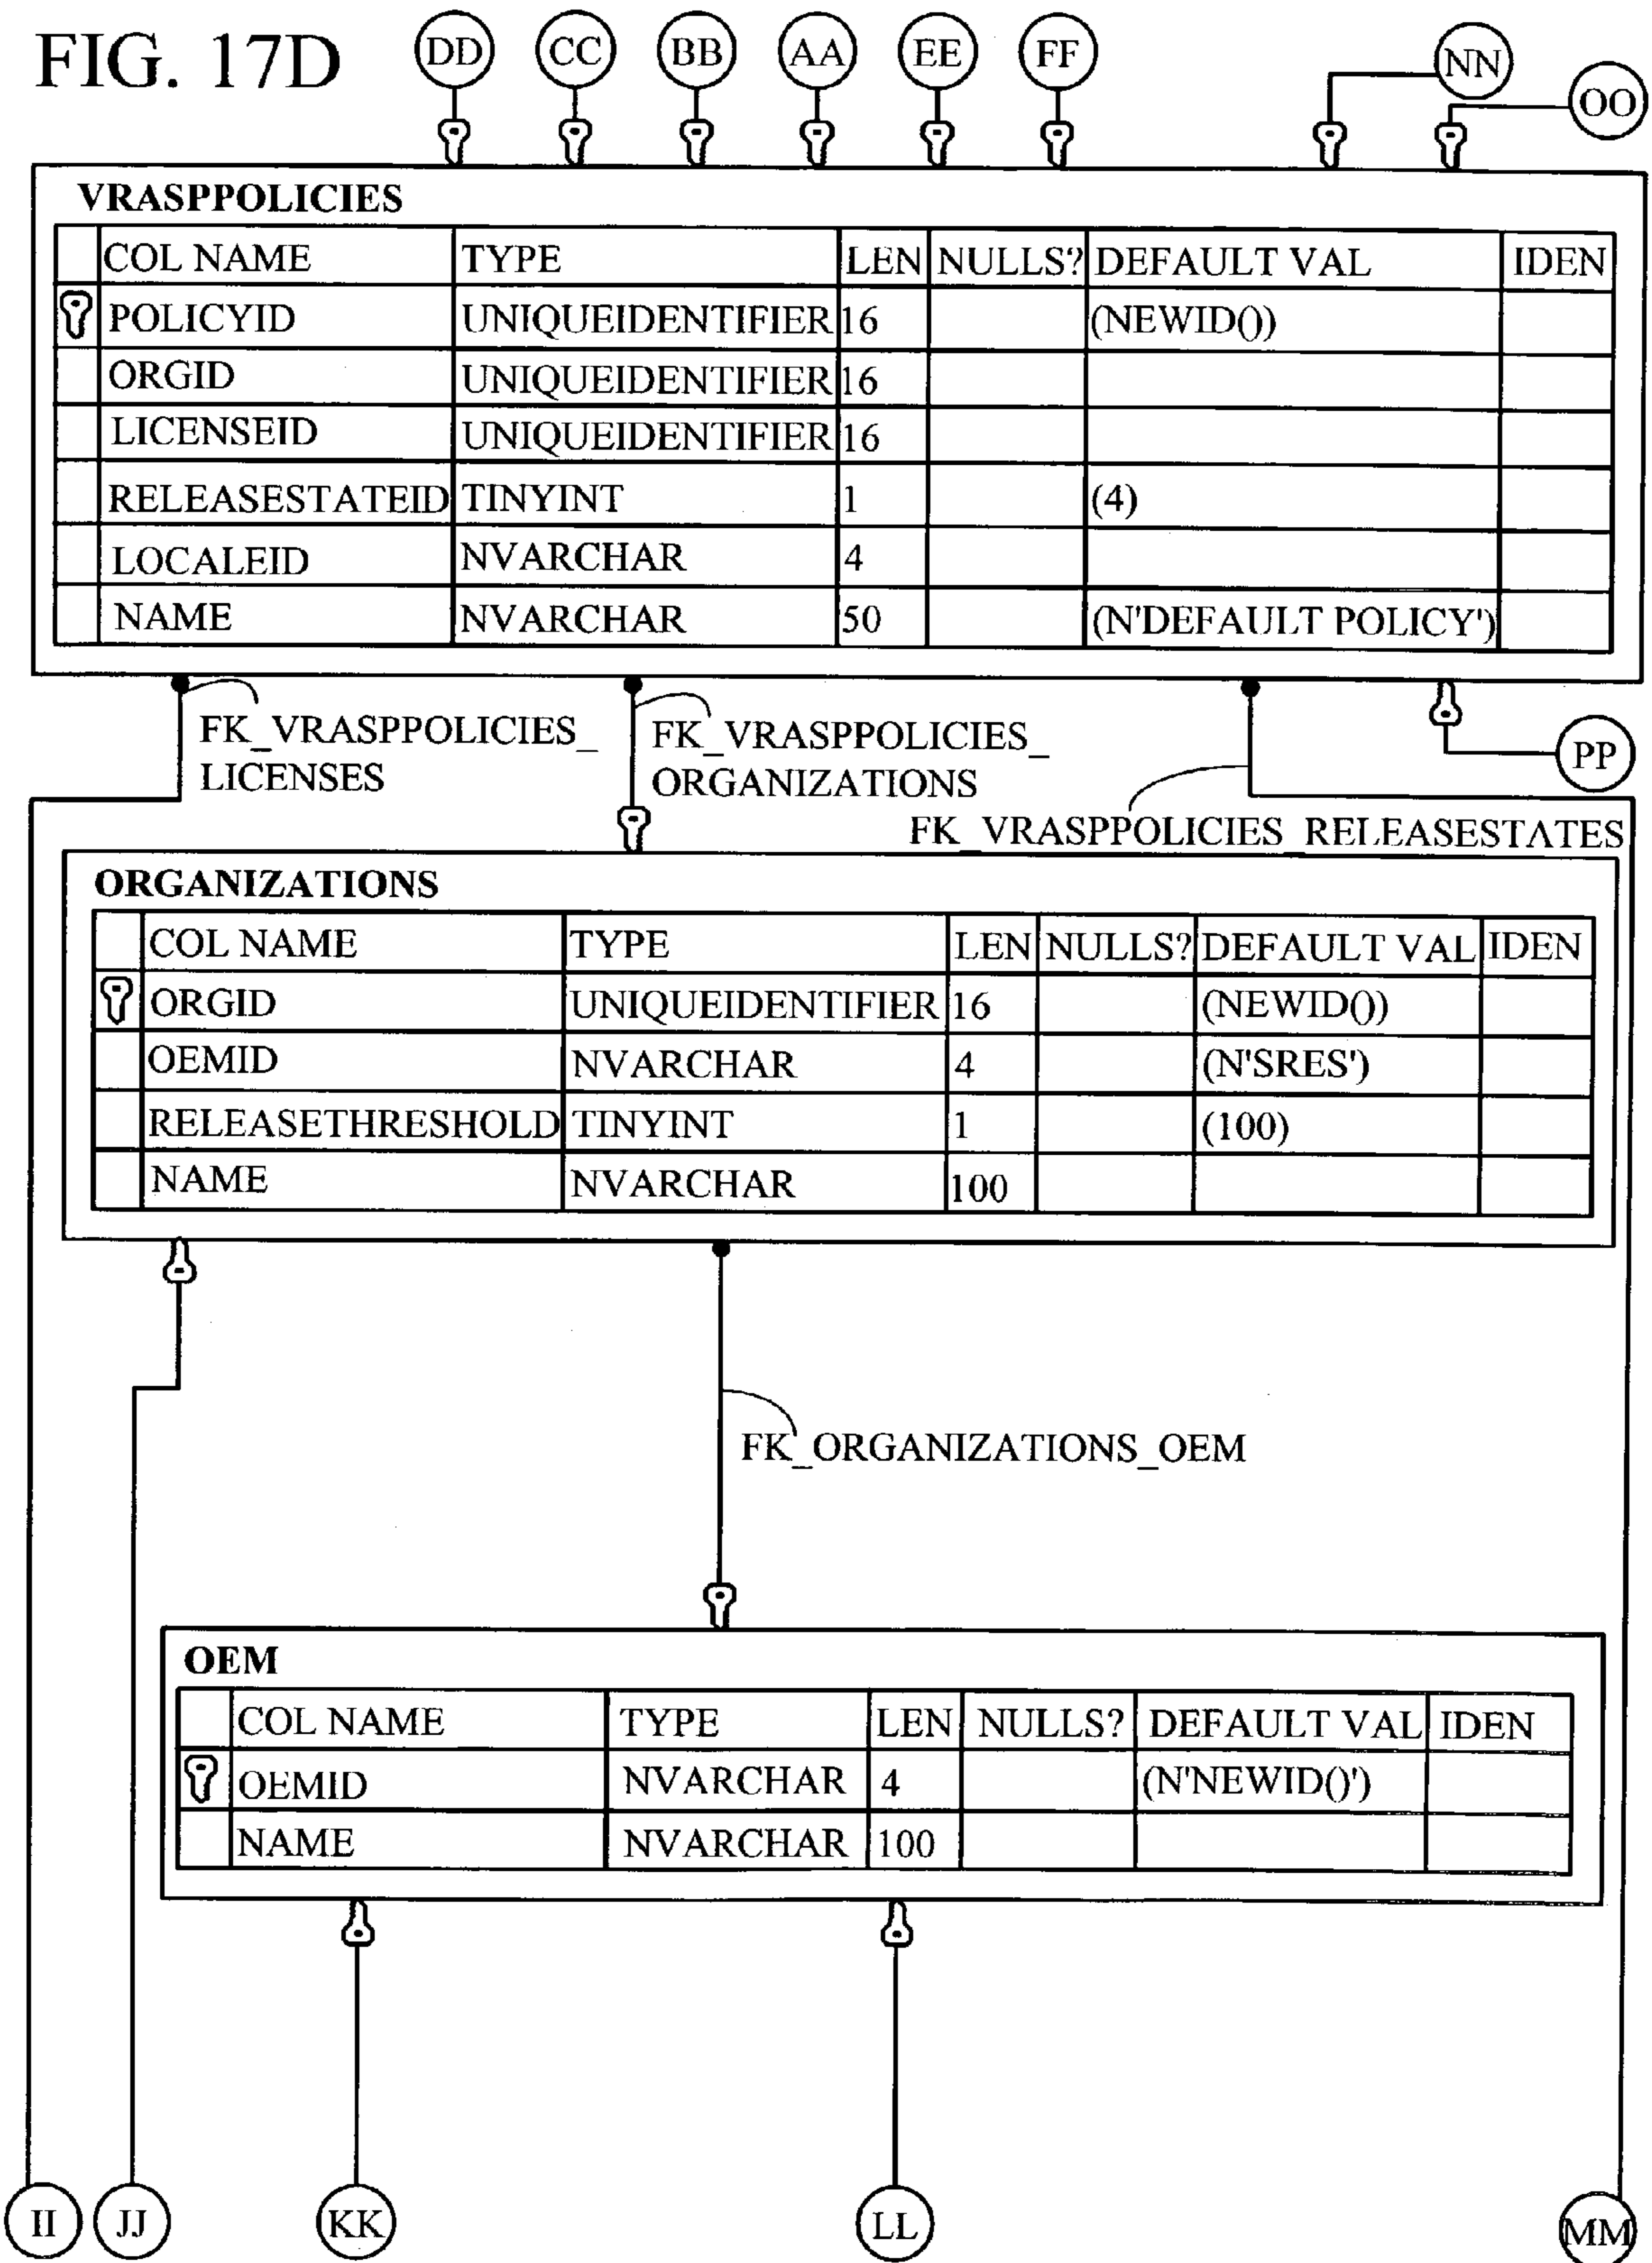 FIG. 17D
DD CC BB AA EE FF NN OO
VRASPPOLICIES
COL NAME TYPE LEN NULLS? DEFAULT VAL IDEN
POLICYID UNIQUEIDENTIFIER 16 (NEWID())
ORGID UNIQUEIDENTIFIER 16
LICENSEID UNIQUEIDENTIFIER 16
RELEASESTATEID TINYINT 1 (4)
LOCALEID NVARCHAR 4
NAME NVARCHAR 50 (N'DEFAULT POLICY')
FK_VRASPPOLICIES_
LICENSES
FK_VRASPPOLICIES_
ORGANIZATIONS
PP
FK_VRASPPOLICIES_RELEASESTATES
ORGANIZATIONS
COL NAME TYPE LEN NULLS? DEFAULT VAL IDEN
ORGID UNIQUEIDENTIFIER 16 (NEWID())
OEMID NVARCHAR 4 (N'SRES')
RELEASETHRESHOLD TINYINT 1 (100)
NAME NVARCHAR 100
FK_ORGANIZATIONS_OEM
OEM
COL NAME TYPE LEN NULLS? DEFAULT VAL IDEN
OEMID NVARCHAR 4 (N'NEWID()')
NAME NVARCHAR 100
II JJ KK LL MM